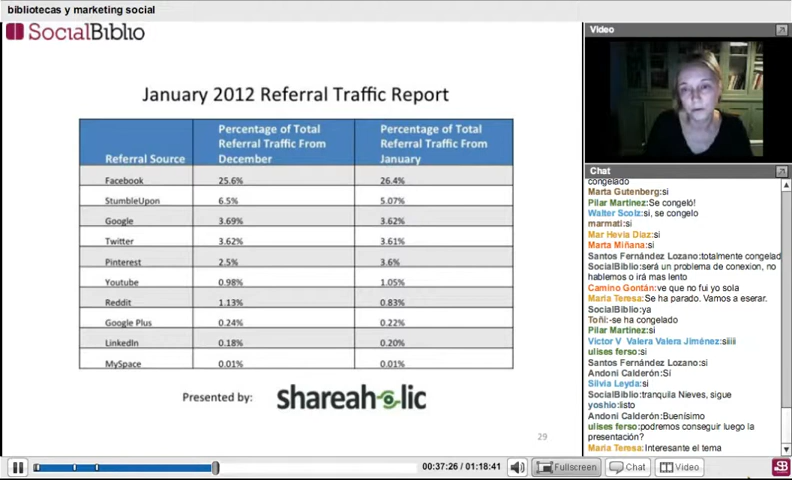 bibliotecas y marketing social
SocialBiblio
January 2012 Referral Traffic Report
Referral Source
Percentage of Total
Referral Traffic From
December
Percentage of Total
Referral Traffic From
January
Facebook 25.6% 26.4%
StumbleUpon 6.5% 5.07%
Google 3.69% 3.62%
Twitter 3.62% 3.61%
Pinterest 2.5% 3.6%
Youtube 0.98% 1.05%
Reddit 1.13% 0.83%
Google Plus 0.24% 0.22%
LinkedIn 0.18% 0.20%
MySpace 0.01% 0.01%
Presented by: shareaholic
29
Video
Chat
congelado
Marta Gutenberg:si
Pilar Martinez:Se congeló!
Walter Scolz:si, se congelo
marmati:si
Mar Hevia Diaz:si
Marta Miñana:si
Santos Fernández Lozano:totalmente congelad
SocialBiblio:será un problema de conexion, no
hablemos o irá mas lento
Camino Gontán:ve que no fui yo sola
Maria Teresa:Se ha parado. Vamos a eserar.
SocialBiblio:ya
Toñi:-se ha congelado
Pilar Martinez:si
Victor V Valera Valera Jiménez:siiii
ulises ferso:si
Santos Fernández Lozano:si
Andoni Calderón:Si
Silvia Leyda:si
SocialBiblio:tranquila Nieves, sigue
yoshio:listo
Andoni Calderón:Buenísimo
ulises ferso:podremos conseguir luego la
presentación?
Maria Teresa:Interesante el tema
00:37:26 / 01:18:41
Fullscreen
Chat
Video
SB